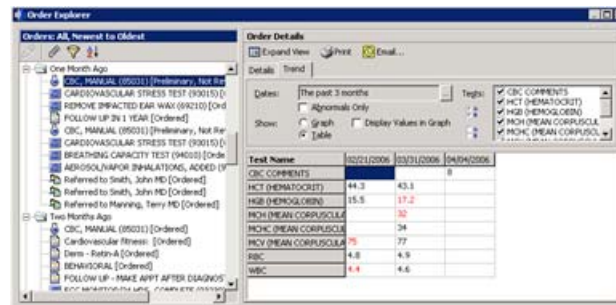 Order Explorer
Orders: All, Newest to Oldest
One Month Ago
CBC, MANUAL (85031) [Preliminary, Not Re
CARDIOVASCULAR STRESS TEST (93015) [
REMOVE IMPACTED EAR WAX (69210) [Ord
FOLLOW UP IN 1 YEAR [Ordered]
CBC, MANUAL (85031) [Preliminary, Not Re
CARDIOVASCULAR STRESS TEST (93015) [
BREATHING CAPACITY TEST (94010) [Orde
AEROSOL/VAPOR INHALATIONS, ADDED (9
Referred to Smith, John MD [Ordered]
Referred to Smith, John MD [Ordered]
Referred to Manning, Terry MD [Ordered]
Two Months Ago
CBC, MANUAL (85031) [Ordered]
Cardiovascular fitness: [Ordered]
Derm - Retin-A [Ordered]
BEHAVIORAL [Ordered]
FOLLOW UP - MAKE APPT AFTER DIAGNOS
Order Details
Expand View Print Email...
Details Trend
Dates: The past 3 months ...
Abnormals Only
Show: Graph Display Values in Graph
Table
Tests:
CBC COMMENTS
HCT (HEMATOCRIT)
HGB (HEMOGLOBIN)
MCH (MEAN CORPUSCUL
MCHC (MEAN CORPUSCU
Test Name 02/21/2006 03/31/2006 04/04/2006
CBC COMMENTS 8
HCT (HEMATOCRIT) 44.3 43.1
HGB (HEMOGLOBIN) 15.5 17.2
MCH (MEAN CORPUSCULA 32
MCHC (MEAN CORPUSCUL 34
MCV (MEAN CORPUSCULA 75 77
RBC 4.8 4.9
WBC 4.4 4.6